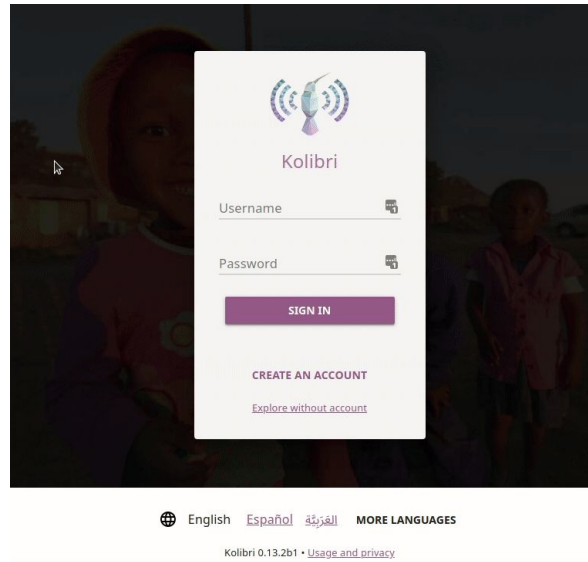 Kolibri
Username
Password
SIGN IN
CREATE AN ACCOUNT
Explore without account
English Español العَرَبِيَّة MORE LANGUAGES
Kolibri 0.13.2b1 • Usage and privacy